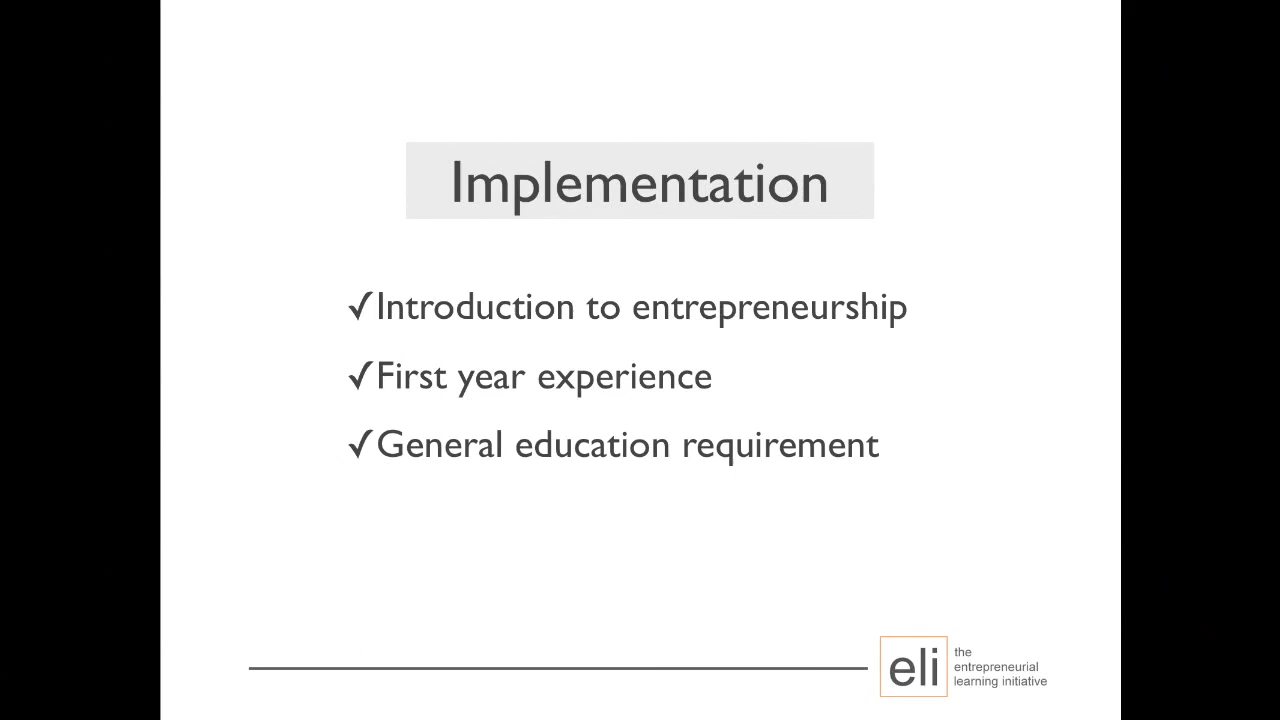 Implementation
✓Introduction to entrepreneurship
✓First year experience
✓General education requirement
eli
the
entrepreneurial
learning initiative